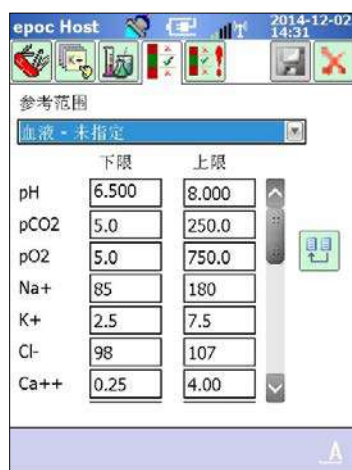 epoc Host 2014-12-02
14:31
K+
参考范围
血液 - 未指定
下限 上限
pH 6.500 8.000
pCO2 5.0 250.0
pO2 5.0 750.0
Na+ 85 180
K+ 2.5 7.5
Cl- 98 107
Ca++ 0.25 4.00
A